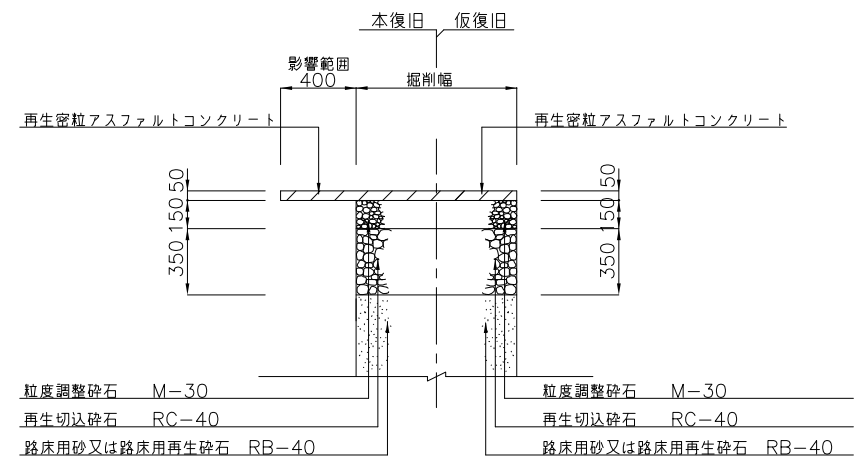 本復旧 仮復旧
影響範囲
400 掘削幅
再生密粒アスファルトコンクリート 再生密粒アスファルトコンクリート
50 50
150 150
350 350
粒度調整砕石 M-30 粒度調整砕石 M-30
再生切込砕石 RC-40 再生切込砕石 RC-40
路床用砂又は路床用再生砕石 RB-40 路床用砂又は路床用再生砕石 RB-40